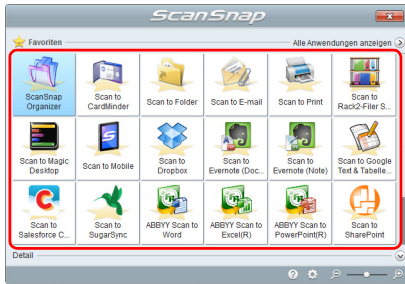 ScanSnap
Favoriten
Alle Anwendungen anzeigen
ScanSnap
Organizer
Scan to
CardMinder
Scan to Folder
Scan to E-mail
Scan to Print
Scan to
Rack2-Filer S...
Scan to Magic
Desktop
Scan to Mobile
Scan to
Dropbox
Scan to
Evernote (Doc...
Scan to
Evernote (Note)
Scan to Google
Text & Tabelle...
Scan to
Salesforce C...
Scan to
SugarSync
ABBYY Scan to
Word
ABBYY Scan to
Excel(R)
ABBYY Scan to
PowerPoint(R)
Scan to
SharePoint
Detail